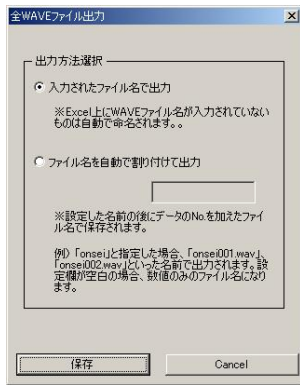 全WAVEファイル出力
出力方法選択
入力されたファイル名で出力
※Excel上にWAVEファイル名が入力されていない
ものは自動で命名されます。。
ファイル名を自動で割り付けて出力
※設定した名前の後にデータのNo.を加えたファイ
ル名で保存されます。
例)「onsei」と指定した場合、「onsei001.wav」、
「onsei002.wav」といった名前で出力されます。設
定欄が空白の場合、数値のみのファイル名になり
ます。
保存
Cancel